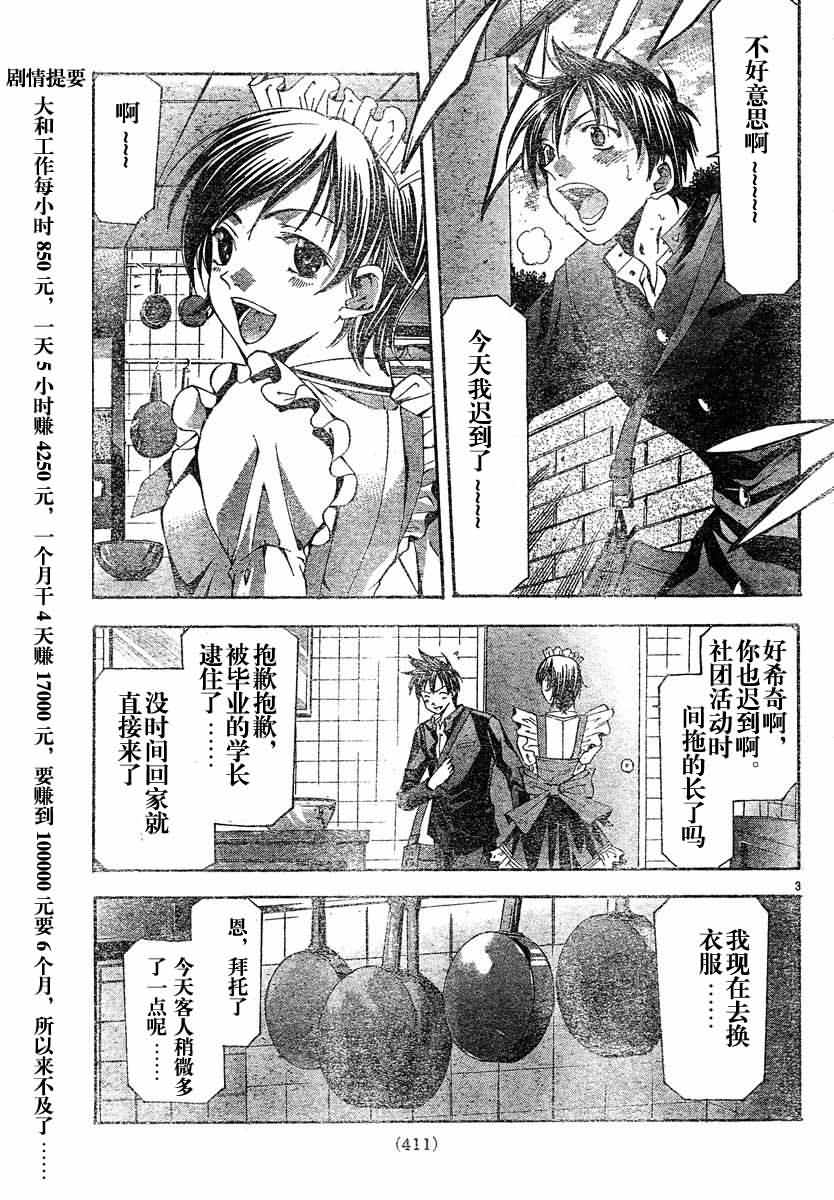 不好意思啊~~~~~
今天我迟到了~~~~
啊~~~
好希奇啊,
你也迟到啊。
社团活动时
间拖的长了吗
抱歉抱歉,
被毕业的学长
逮住了……
没时间回家就
直接来了
3
我现在去换
衣服……
恩,拜托了
今天客人稍微多
了一点呢……
(411)
剧情提要
大和工作每小时850元,一天5小时赚4250元,一个月干4天赚17000元,要赚到100000元要6个月,所以来不及了……